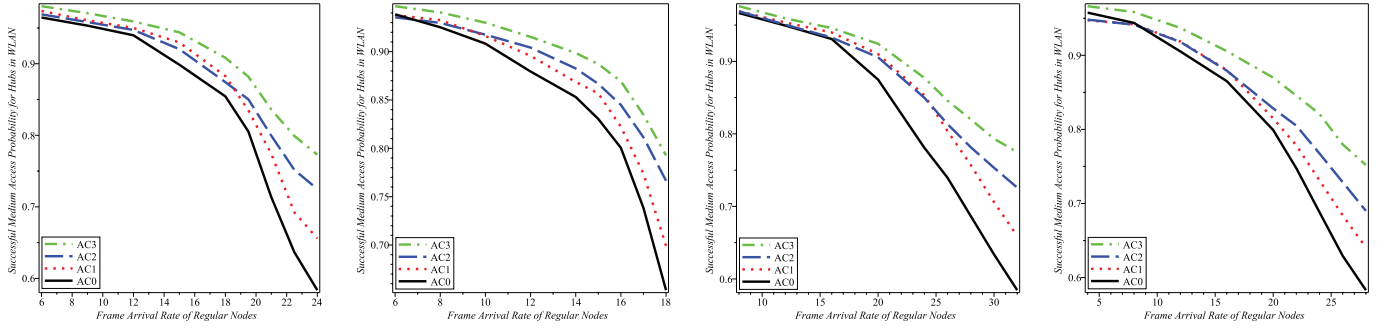 Successful Medium Access Probability for Hubs in WLAN
0.9
0.8
0.7
0.6
AC3
AC2
AC1
AC0
6 8 10 12 14 16 18 20 22 24
Frame Arrival Rate of Regular Nodes
Successful Medium Access Probability for Hubs in WLAN
0.90
0.85
0.80
0.75
0.70
AC3
AC2
AC1
AC0
6 8 10 12 14 16 18
Frame Arrival Rate of Regular Nodes
Successful Medium Access Probability for Hubs in WLAN
0.9
0.8
0.7
0.6
AC3
AC2
AC1
AC0
10 15 20 25 30
Frame Arrival Rate of Regular Nodes
Successful Medium Access Probability for Hubs in WLAN
0.9
0.8
0.7
0.6
AC3
AC2
AC1
AC0
5 10 15 20 25
Frame Arrival Rate of Regular Nodes